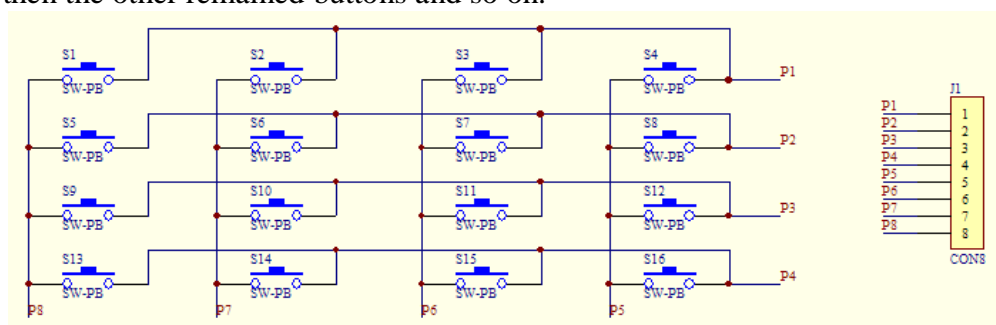 then the other remained buttons and so on.
S1 S2 S3 S4
P1
SW-PB SW-PB SW-PB SW-PB
J1
S5 S6 S7 S8
P2
SW-PB SW-PB SW-PB SW-PB
S9 S10 S11 S12
P3
SW-PB SW-PB SW-PB SW-PB
S13 S14 S15 S16
P4
SW-PB SW-PB SW-PB SW-PB
P8 P7 P6 P5
P1 1
P2 2
P3 3
P4 4
P5 5
P6 6
P7 7
P8 8
CON8